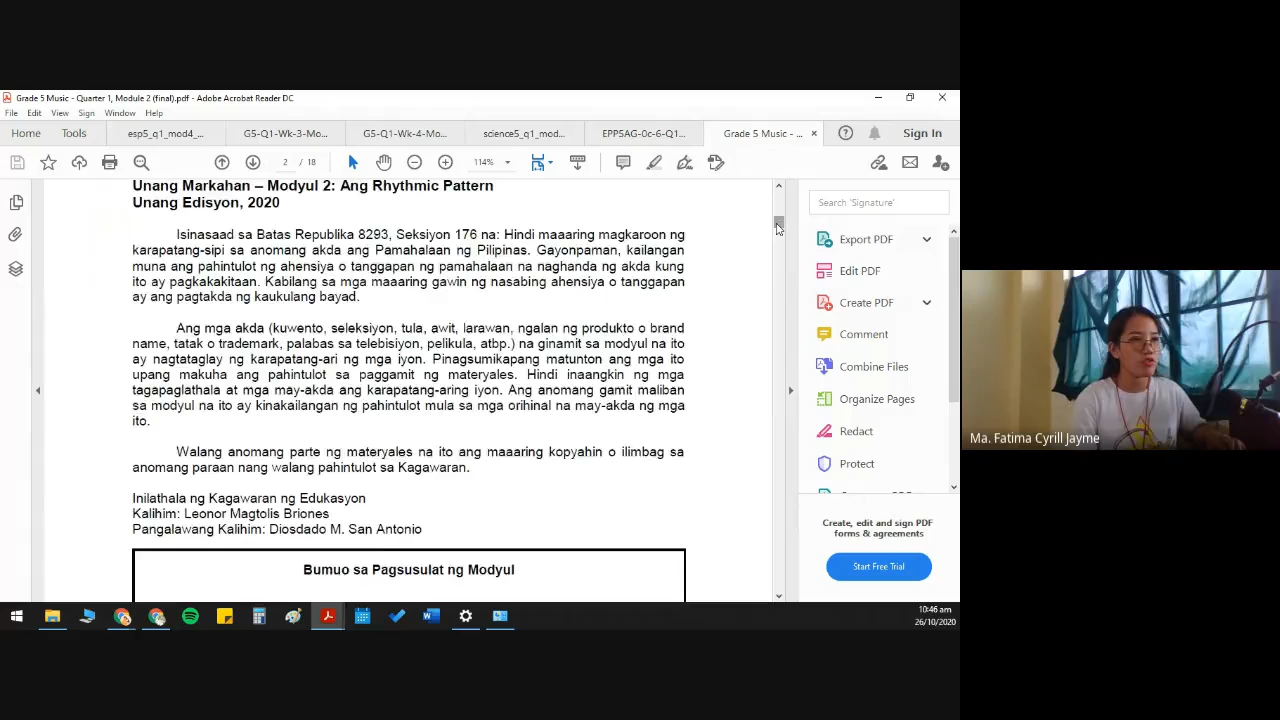 Grade 5 Music - Quarter 1, Module 2 (final).pdf - Adobe Acrobat Reader DC
File Edit View Sign Window Help
Home Tools esp5_q1_mod4_... G5-Q1-Wk-3-Mo... G5-Q1-Wk-4-Mo... science5_q1_mod... EPP5AG-0c-6-Q1... Grade 5 Music - ... Sign In
2 / 18 114%
Unang Markahan – Modyul 2: Ang Rhythmic Pattern
Unang Edisyon, 2020
Isinasaad sa Batas Republika 8293, Seksiyon 176 na: Hindi maaaring magkaroon ng
karapatang-sipi sa anomang akda ang Pamahalaan ng Pilipinas. Gayonpaman, kailangan
muna ang pahintulot ng ahensiya o tanggapan ng pamahalaan na naghanda ng akda kung
ito ay pagkakakitaan. Kabilang sa mga maaaring gawin ng nasabing ahensiya o tanggapan
ay ang pagtakda ng kaukulang bayad.
Ang mga akda (kuwento, seleksiyon, tula, awit, larawan, ngalan ng produkto o brand
name, tatak o trademark, palabas sa telebisiyon, pelikula, atbp.) na ginamit sa modyul na ito
ay nagtataglay ng karapatang-ari ng mga iyon. Pinagsumikapang matunton ang mga ito
upang makuha ang pahintulot sa paggamit ng materyales. Hindi inaangkin ng mga
tagapaglathala at mga may-akda ang karapatang-aring iyon. Ang anomang gamit maliban
sa modyul na ito ay kinakailangan ng pahintulot mula sa mga orihinal na may-akda ng mga
ito.
Walang anomang parte ng materyales na ito ang maaaring kopyahin o ilimbag sa
anomang paraan nang walang pahintulot sa Kagawaran.
Inilathala ng Kagawaran ng Edukasyon
Kalihim: Leonor Magtolis Briones
Pangalawang Kalihim: Diosdado M. San Antonio
Bumuo sa Pagsusulat ng Modyul
Search 'Signature'
Export PDF
Edit PDF
Create PDF
Comment
Combine Files
Organize Pages
Redact
Protect
Create, edit and sign PDF
forms & agreements
Start Free Trial
Ma. Fatima Cyrill Jayme
10:46 am
26/10/2020